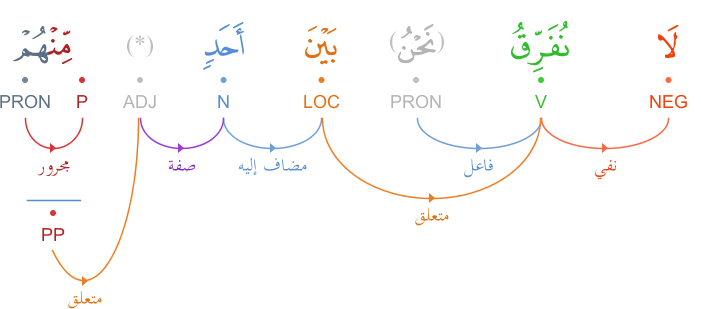 لَا نُفَرِّقُ (نَحْنُ) بَيْنَ أَحَدٍ (*) مِّنْهُمْ
NEG V PRON LOC N ADJ P PRON
نفي فاعل مضاف إليه صفة مجرور
متعلق
PP
متعلق